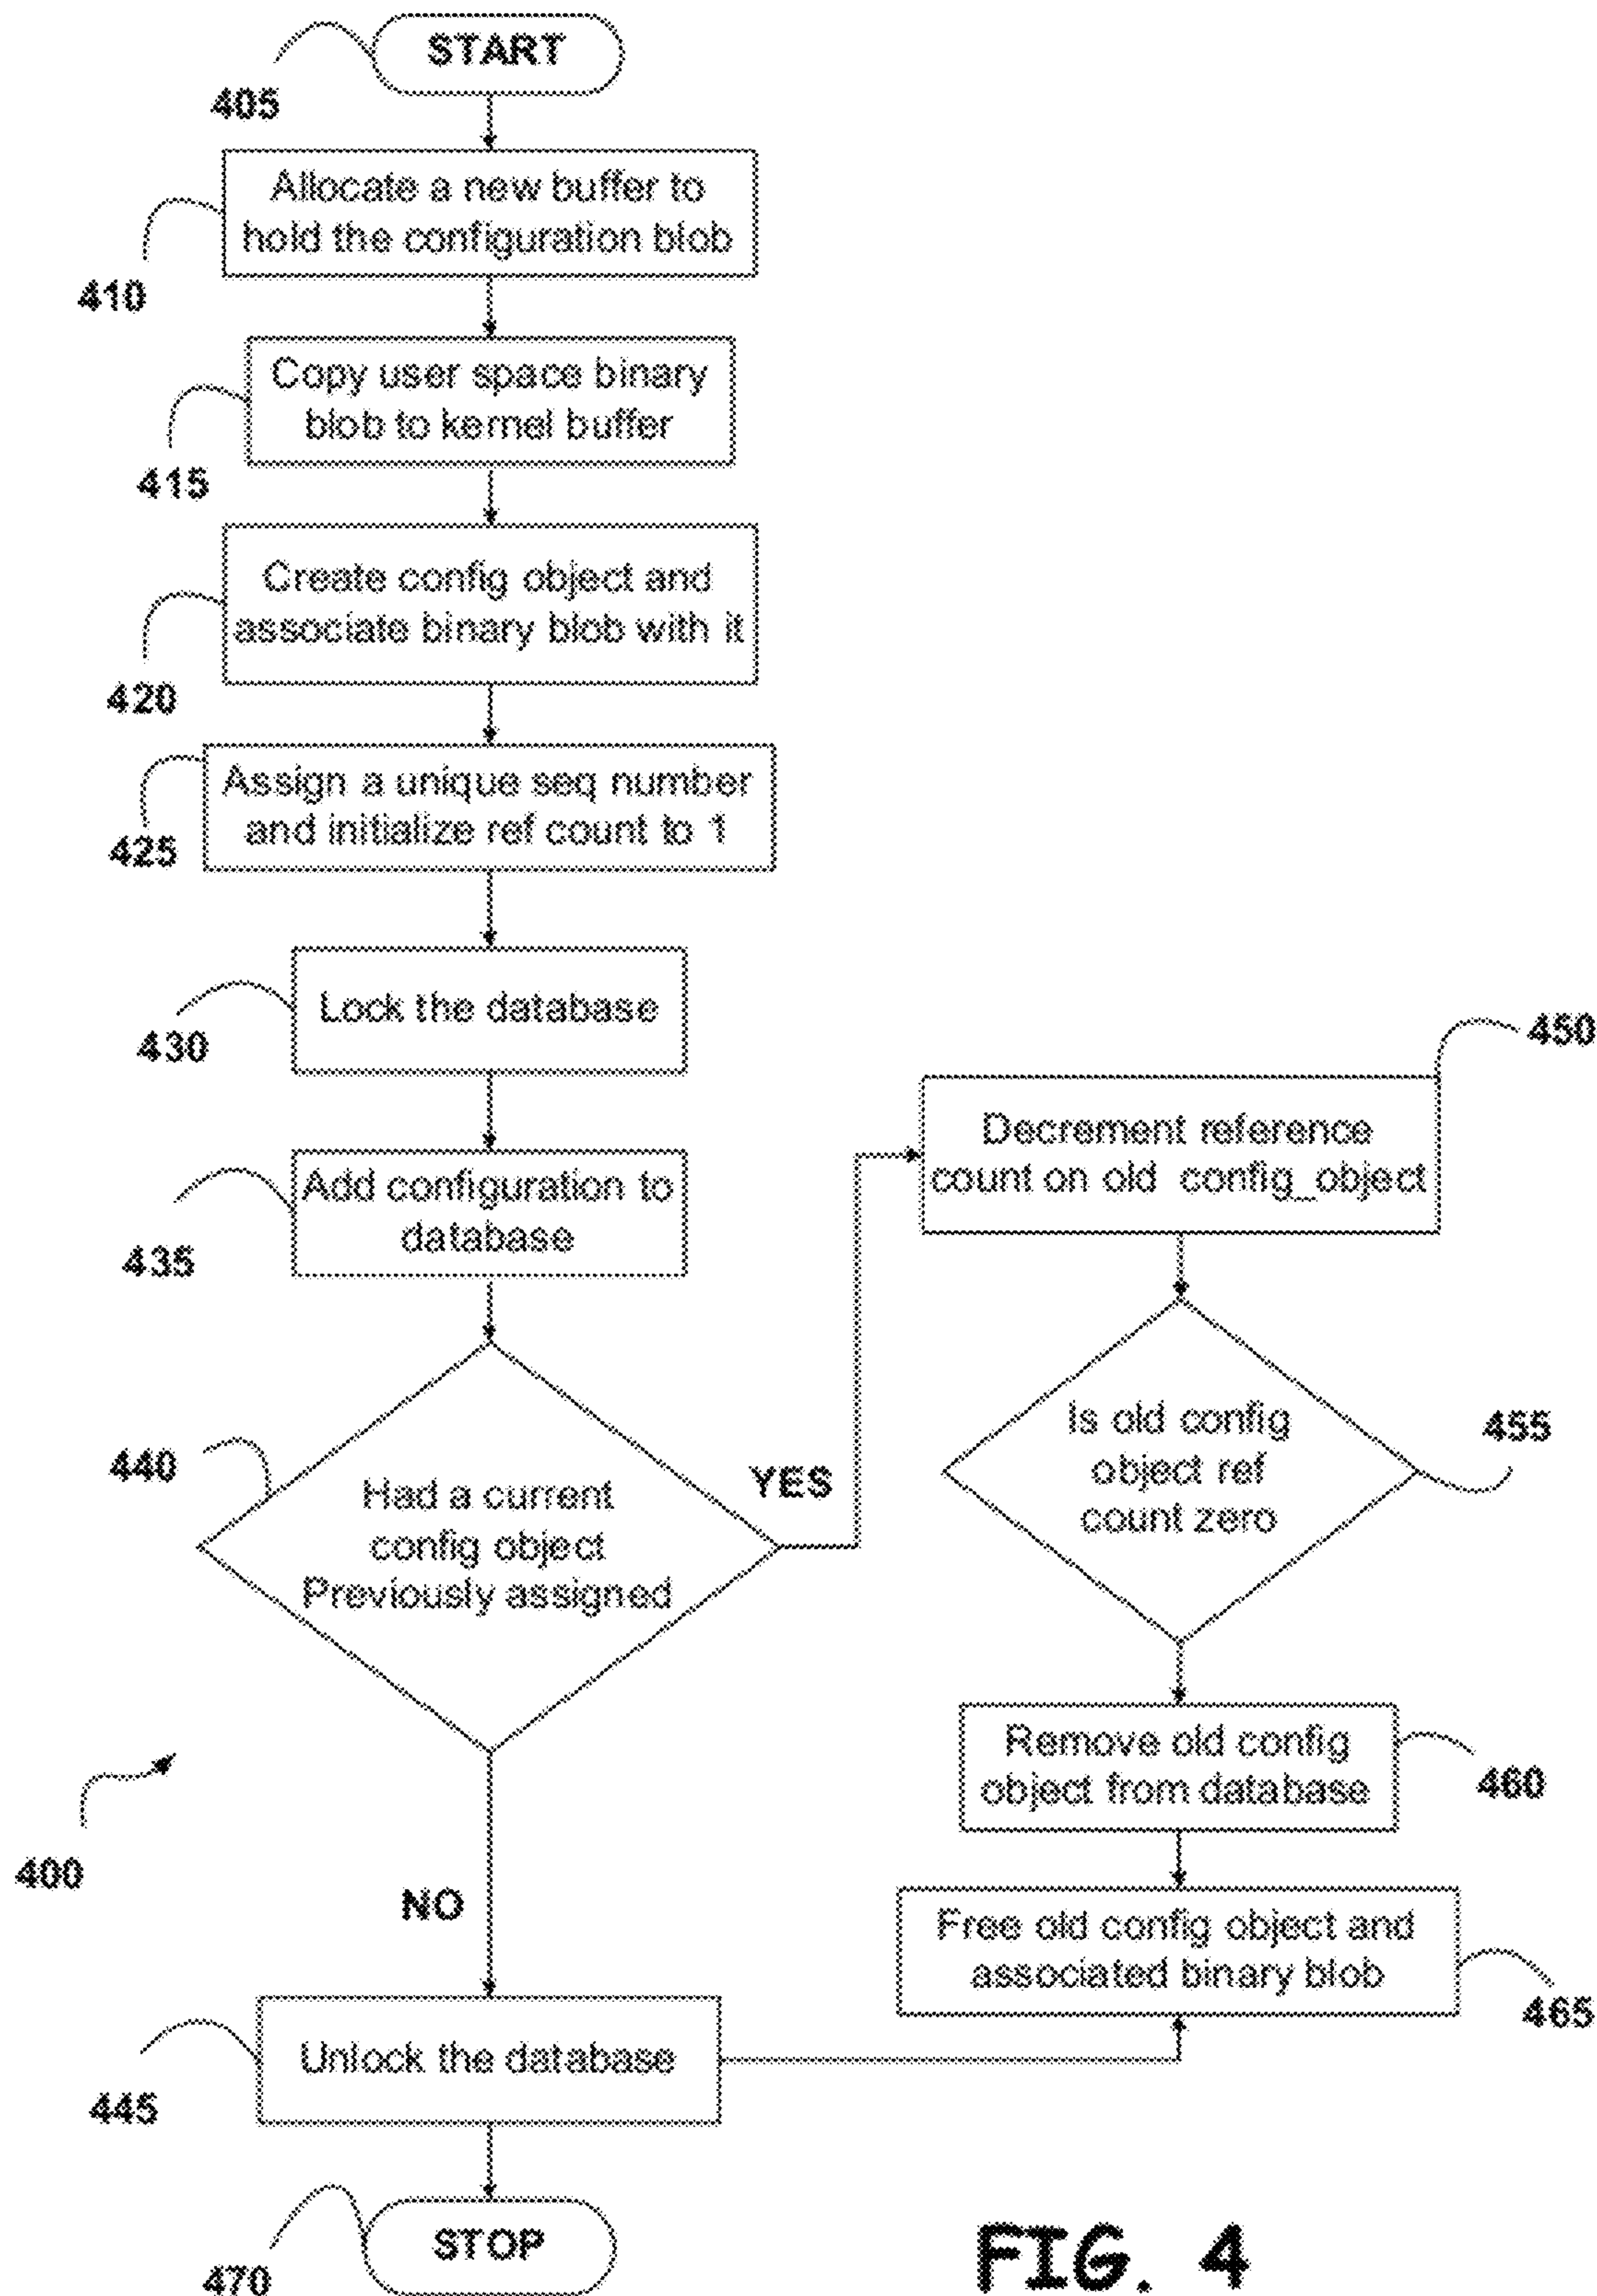 START
405
Allocate a new buffer to
hold the configuration blob
410
Copy user space binary
blob to kernel buffer
415
Create config object and
associate binary blob with it
420
Assign a unique seq number
and initialize ref count to 1
425
Lock the database
430
Add configuration to
database
435
Had a current
config object
Previously assigned
440
YES
NO
400
Unlock the database
445
STOP
470
450
Decrement reference
count on old config_object
Is old config
object ref
count zero
455
Remove old config
object from database
460
Free old config object and
associated binary blob
465
FIG. 4